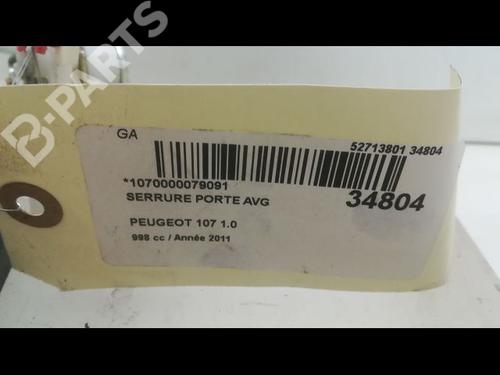 B-PARTS
GA
52713801 34804
*1070000079091
SERRURE PORTE AVG
34804
PEUGEOT 107 1.0
998 cc / Année 2011